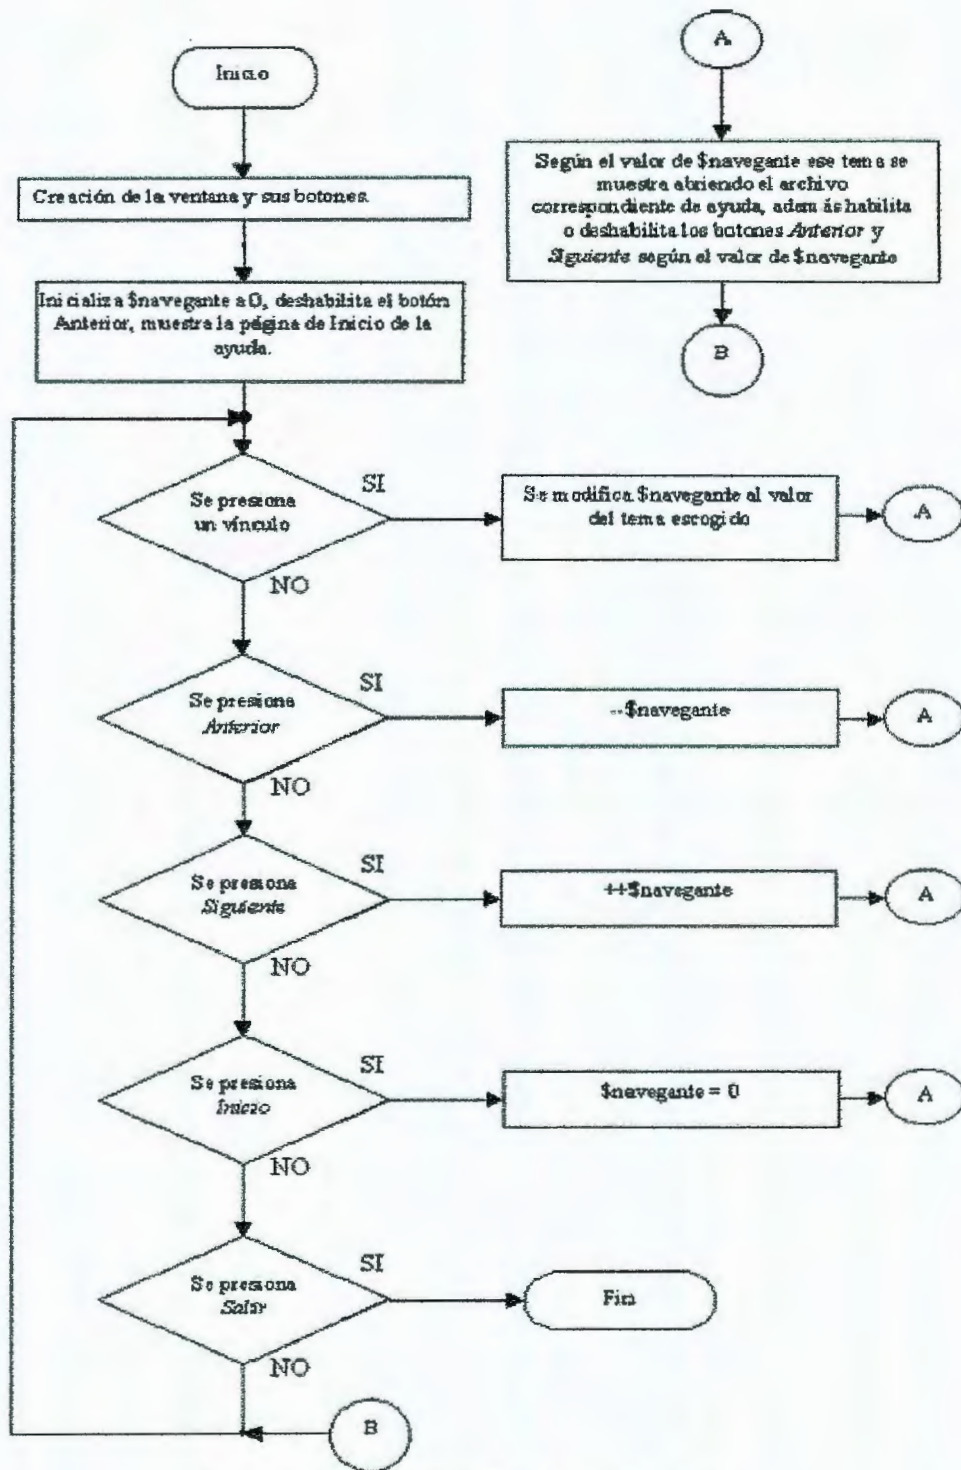 Inicio
Creación de la ventana y sus botones.
Inicializa $navegante a 0, deshabilita el botón
Anterior, muestra la página de Inicio de la
ayuda.
A
Según el valor de $navegante ese tema se
muestra abriendo el archivo
correspondiente de ayuda, además habilita
o deshabilita los botones Anterior y
Siguiente según el valor de $navegante
B
Se presiona
un vínculo
SI
NO
Se modifica $navegante al valor
del tema escogido
A
Se presiona
Anterior
SI
NO
--$navegante
A
Se presiona
Siguiente
SI
NO
++$navegante
A
Se presiona
Inicio
SI
NO
$navegante = 0
A
Se presiona
Salir
SI
NO
Fin
B